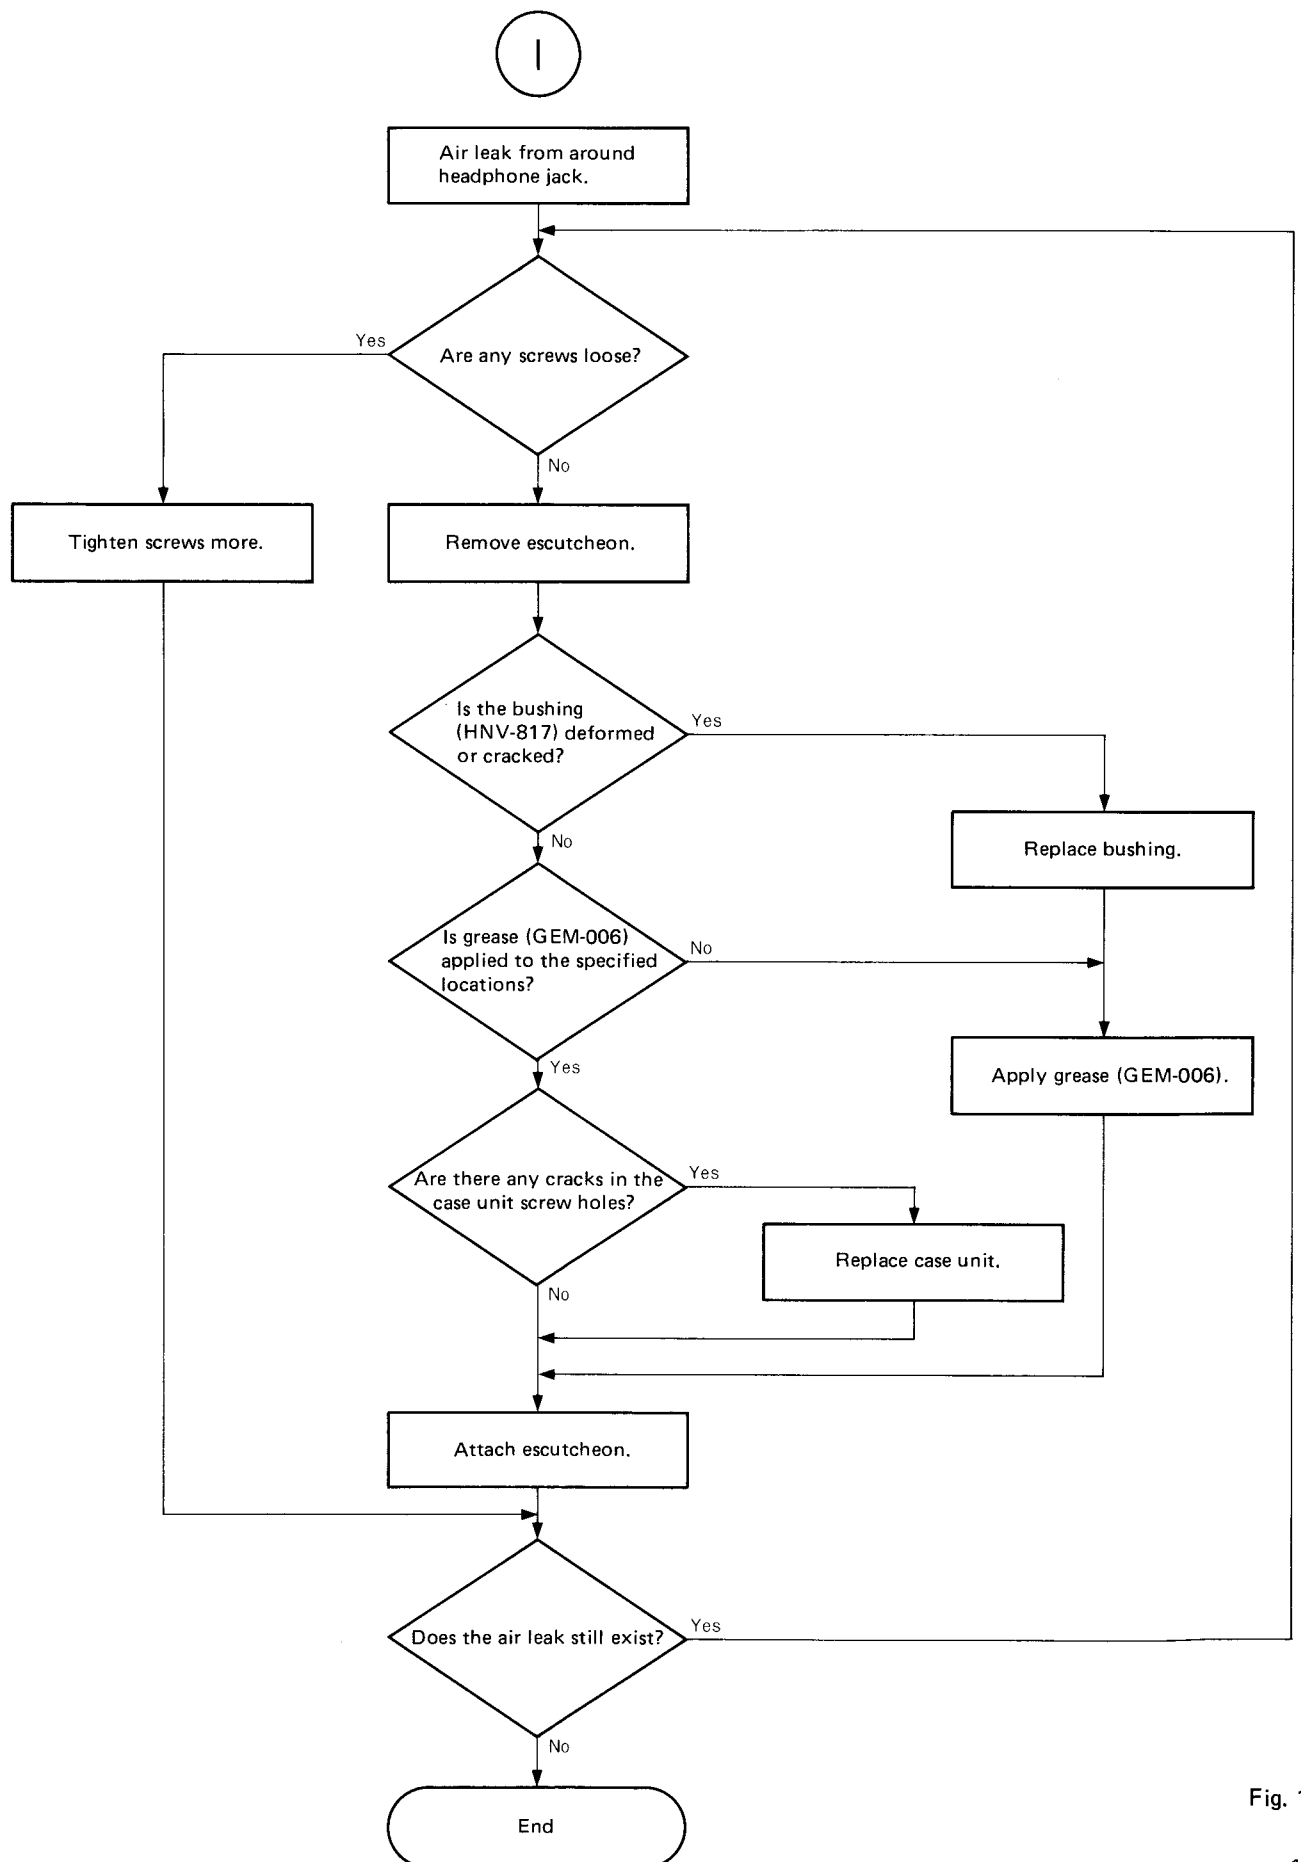 I
Air leak from around
headphone jack.
Yes
Are any screws loose?
No
Tighten screws more.
Remove escutcheon.
Is the bushing
(HNV-817) deformed
or cracked?
Yes
No
Replace bushing.
Is grease (GEM-006)
applied to the specified
locations?
No
Yes
Apply grease (GEM-006).
Are there any cracks in the
case unit screw holes?
Yes
Replace case unit.
No
Attach escutcheon.
Does the air leak still exist?
Yes
No
End
Fig.